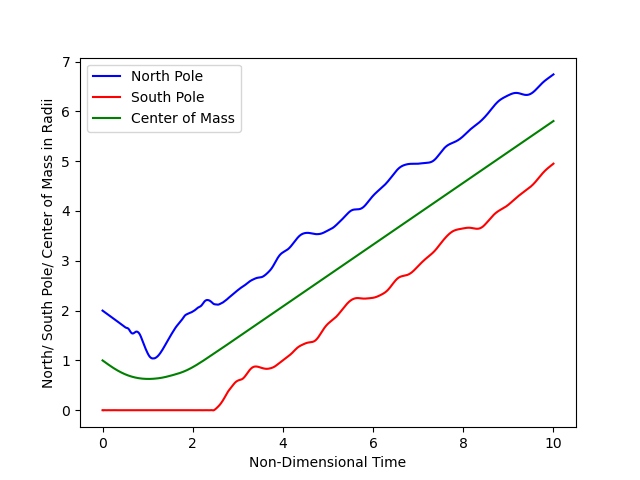 7
6
5
4
3
2
1
0
North/ South Pole/ Center of Mass in Radii
North Pole
South Pole
Center of Mass
0 2 4 6 8 10
Non-Dimensional Time